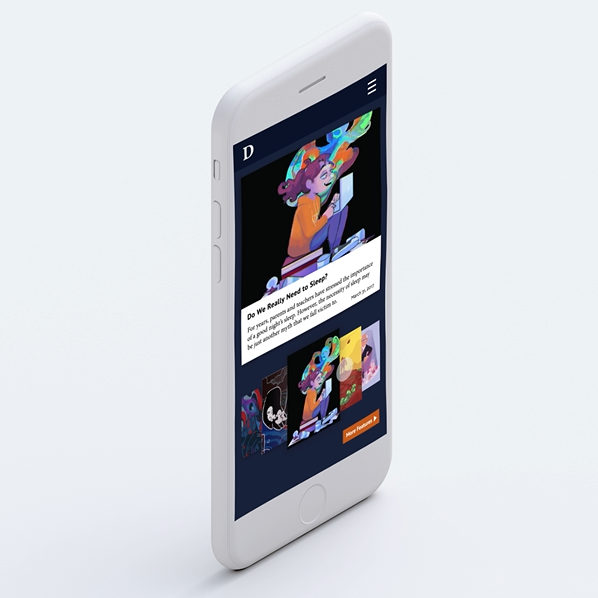 D
Do We Really Need to Sleep?
For years, parents and teachers have stressed the importance
of a good night's sleep. However, the necessity of sleep may
be just another myth that we fall victim to.
March 31, 2017
More Features